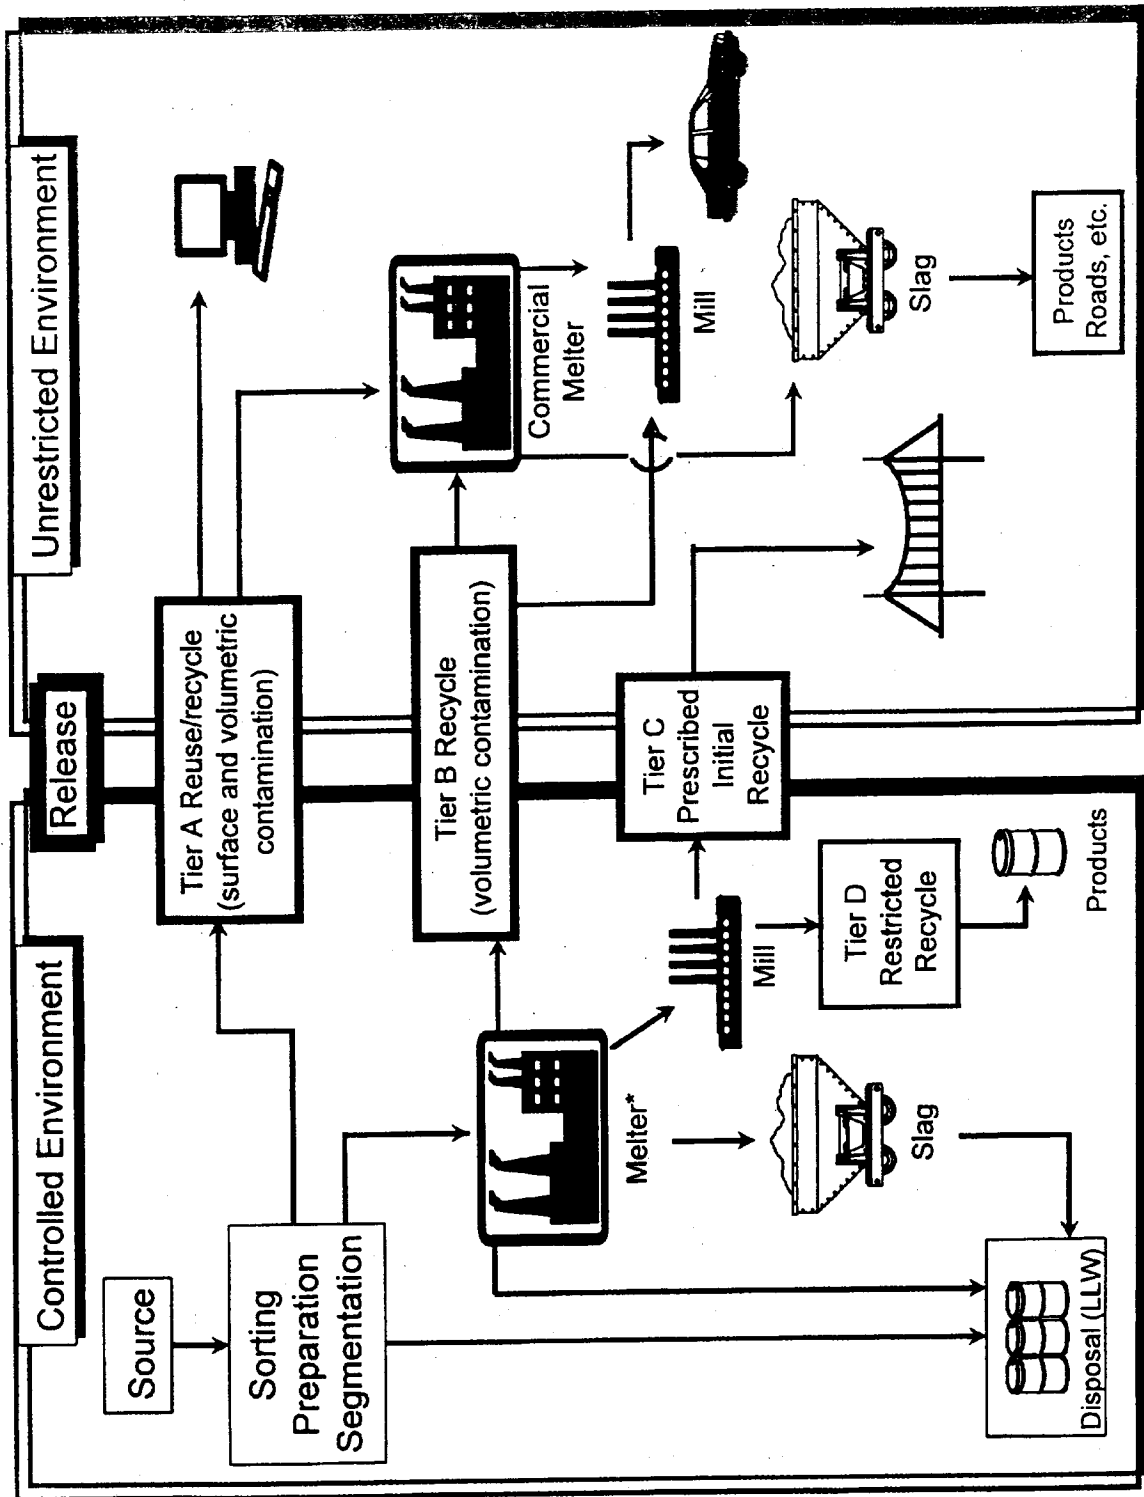 Controlled Environment
Release
Unrestricted Environment
Source
Sorting
Preparation
Segmentation
Tier A Reuse/recycle
(surface and volumetric
contamination)
Melter*
Tier B Recycle
(volumetric contamination)
Commercial
Melter
Mill
Mill
Tier C
Prescribed
Initial
Recycle
Slag
Tier D
Restricted
Recycle
Slag
Disposal (LLW)
Products
Products
Roads, etc.